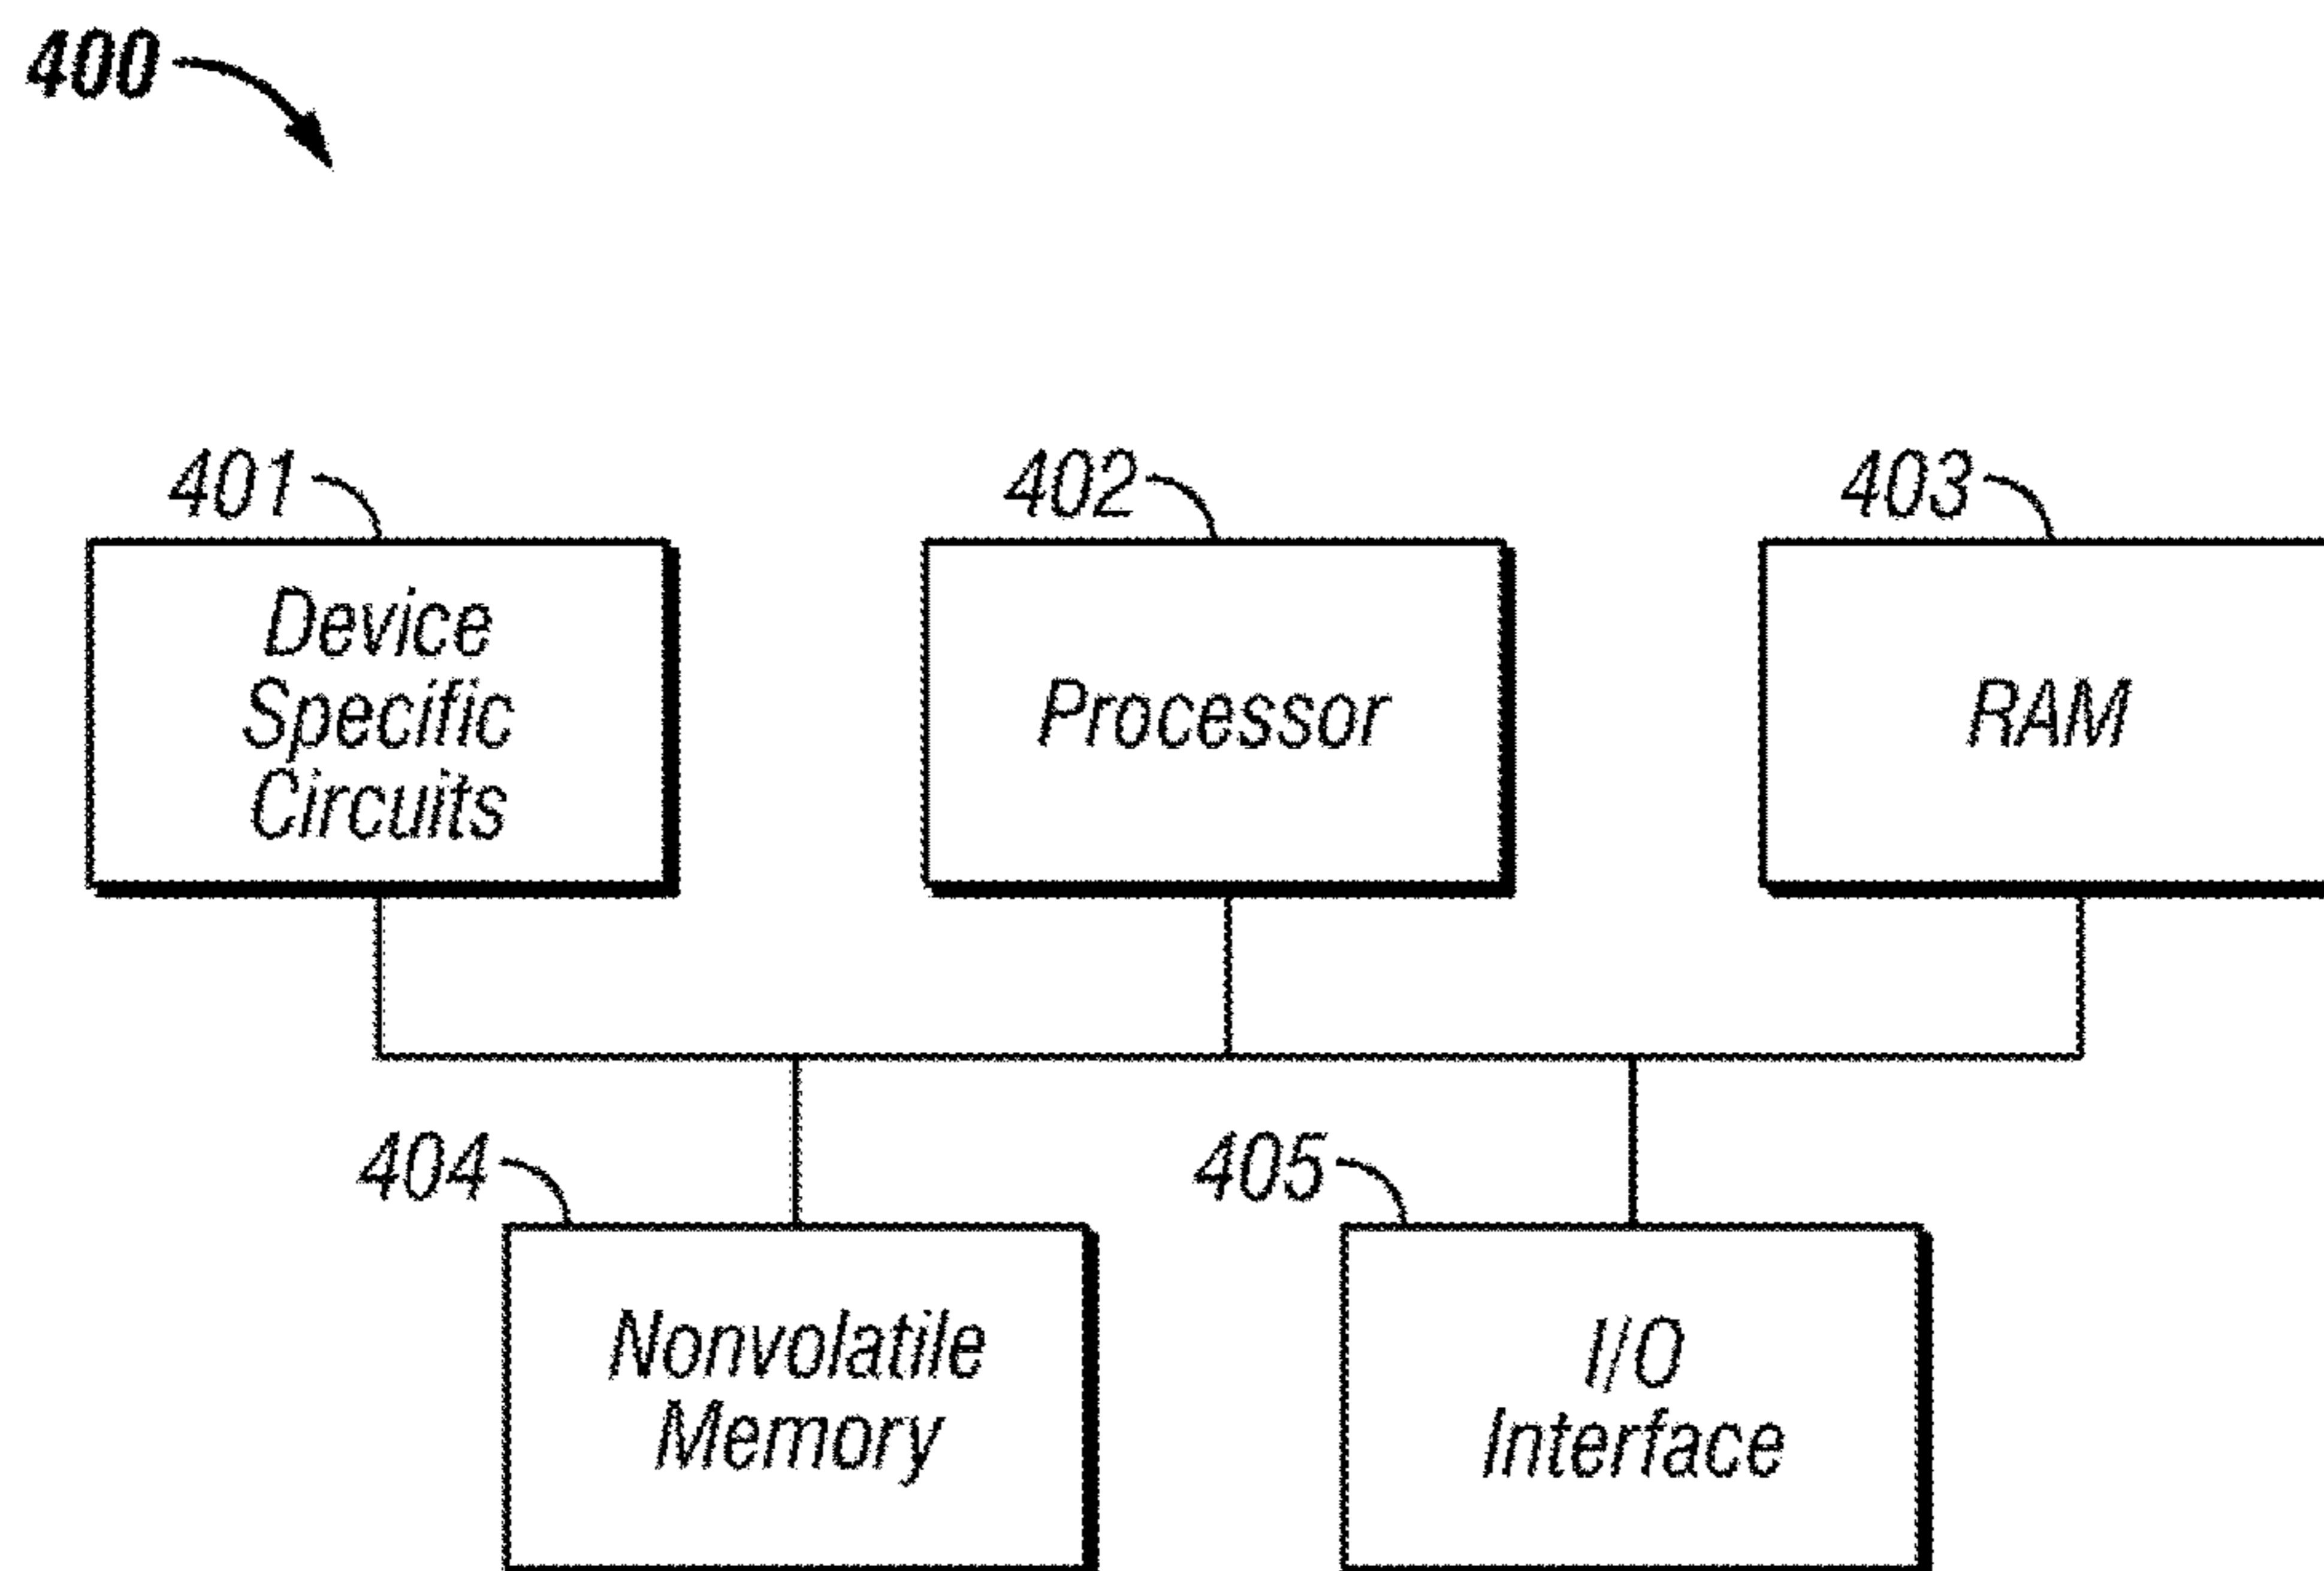 400
401
402
403
Device
Specific
Circuits
Processor
RAM
404
405
Nonvolatile
Memory
I/O
Interface